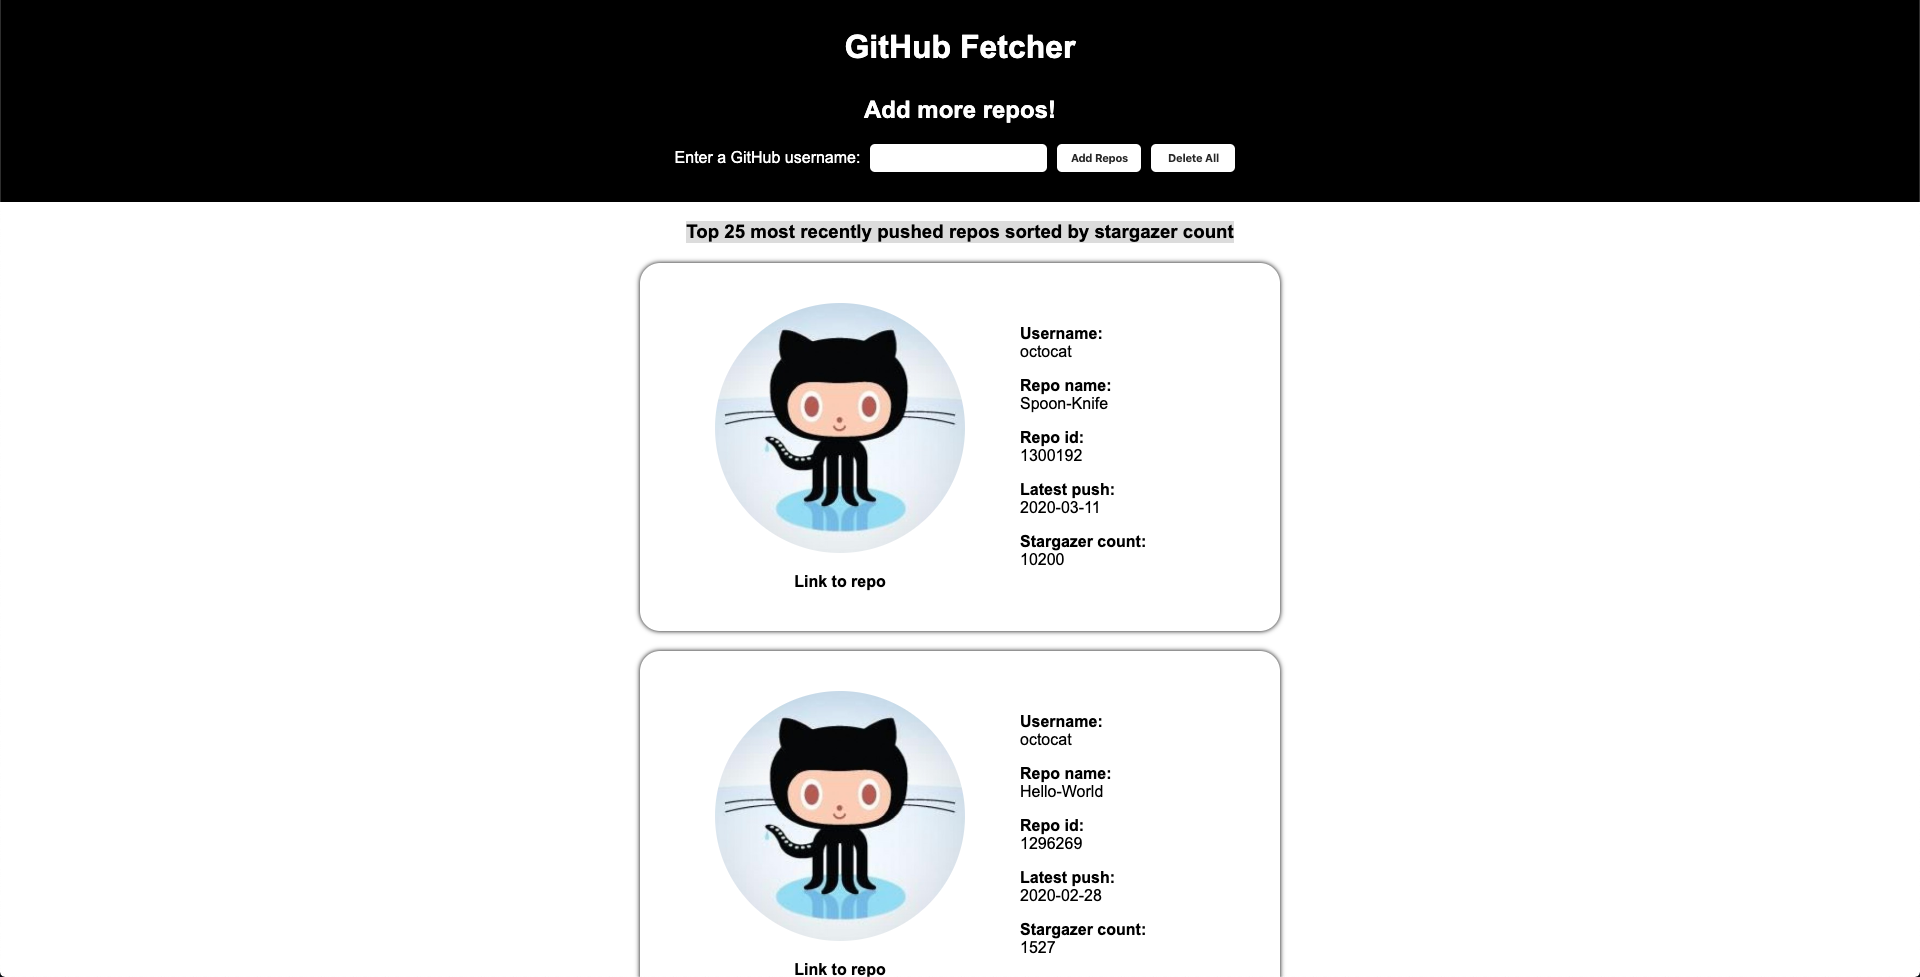 GitHub Fetcher
Add more repos!
Enter a GitHub username: Add Repos Delete All
Top 25 most recently pushed repos sorted by stargazer count
Username:
octocat
Repo name:
Spoon-Knife
Repo id:
1300192
Latest push:
2020-03-11
Stargazer count:
10200
Link to repo
Username:
octocat
Repo name:
Hello-World
Repo id:
1296269
Latest push:
2020-02-28
Stargazer count:
1527
Link to repo